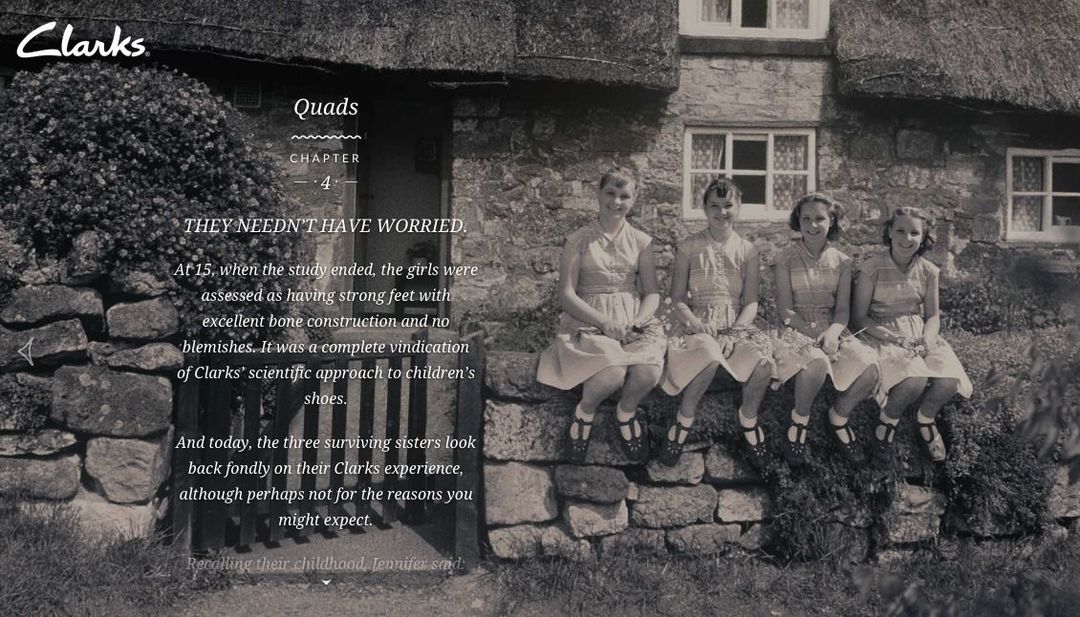 Clarks
Quads
CHAPTER
4
THEY NEEDN'T HAVE WORRIED.
At 15, when the study ended, the girls were
assessed as having strong feet with
excellent bone construction and no
blemishes. It was a complete vindication
of Clarks' scientific approach to children's
shoes.
And today, the three surviving sisters look
back fondly on their Clarks experience,
although perhaps not for the reasons you
might expect.
Recalling their childhood, Jennifer said: